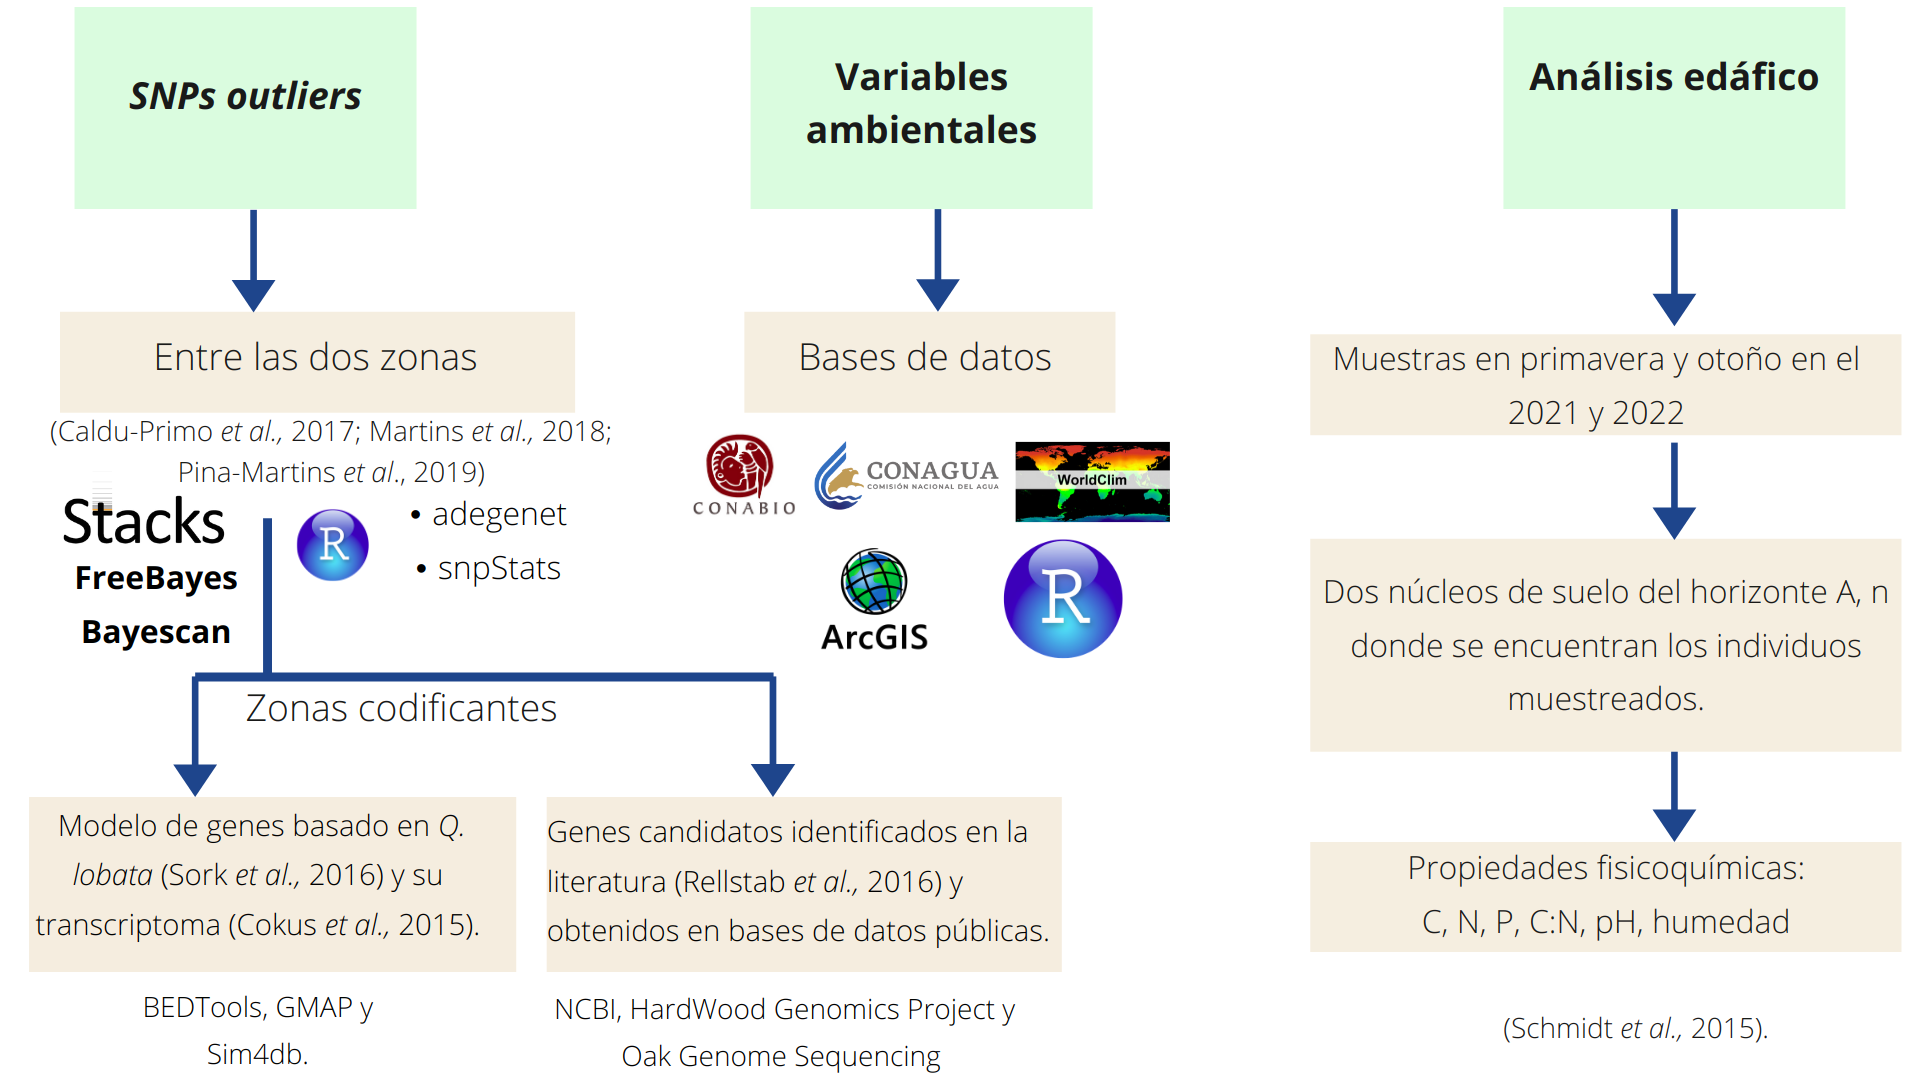 SNPs outliers
Entre las dos zonas
(Caldu-Primo et al., 2017; Martins et al., 2018;
Pina-Martins et al., 2019)
Stacks
FreeBayes
Bayescan
R
• adegenet
• snpStats
Zonas codificantes
Modelo de genes basado en Q.
lobata (Sork et al., 2016) y su
transcriptoma (Cokus et al., 2015).
BEDTools, GMAP y
Sim4db.
Genes candidatos identificados en la
literatura (Rellstab et al., 2016) y
obtenidos en bases de datos públicas.
NCBI, HardWood Genomics Project y
Oak Genome Sequencing
Variables
ambientales
Bases de datos
CONABIO
CONAGUA
COMISIÓN NACIONAL DEL AGUA
WorldClim
ArcGIS
R
Análisis edáfico
Muestras en primavera y otoño en el
2021 y 2022
Dos núcleos de suelo del horizonte A, n
donde se encuentran los individuos
muestreados.
Propiedades fisicoquímicas:
C, N, P, C:N, pH, humedad
(Schmidt et al., 2015).